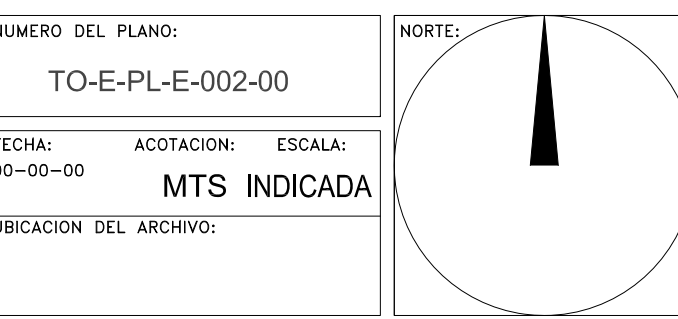 NUMERO DEL PLANO:
TO-E-PL-E-002-00
NORTE:
FECHA: ACOTACION: ESCALA:
00-00-00
MTS INDICADA
UBICACION DEL ARCHIVO: